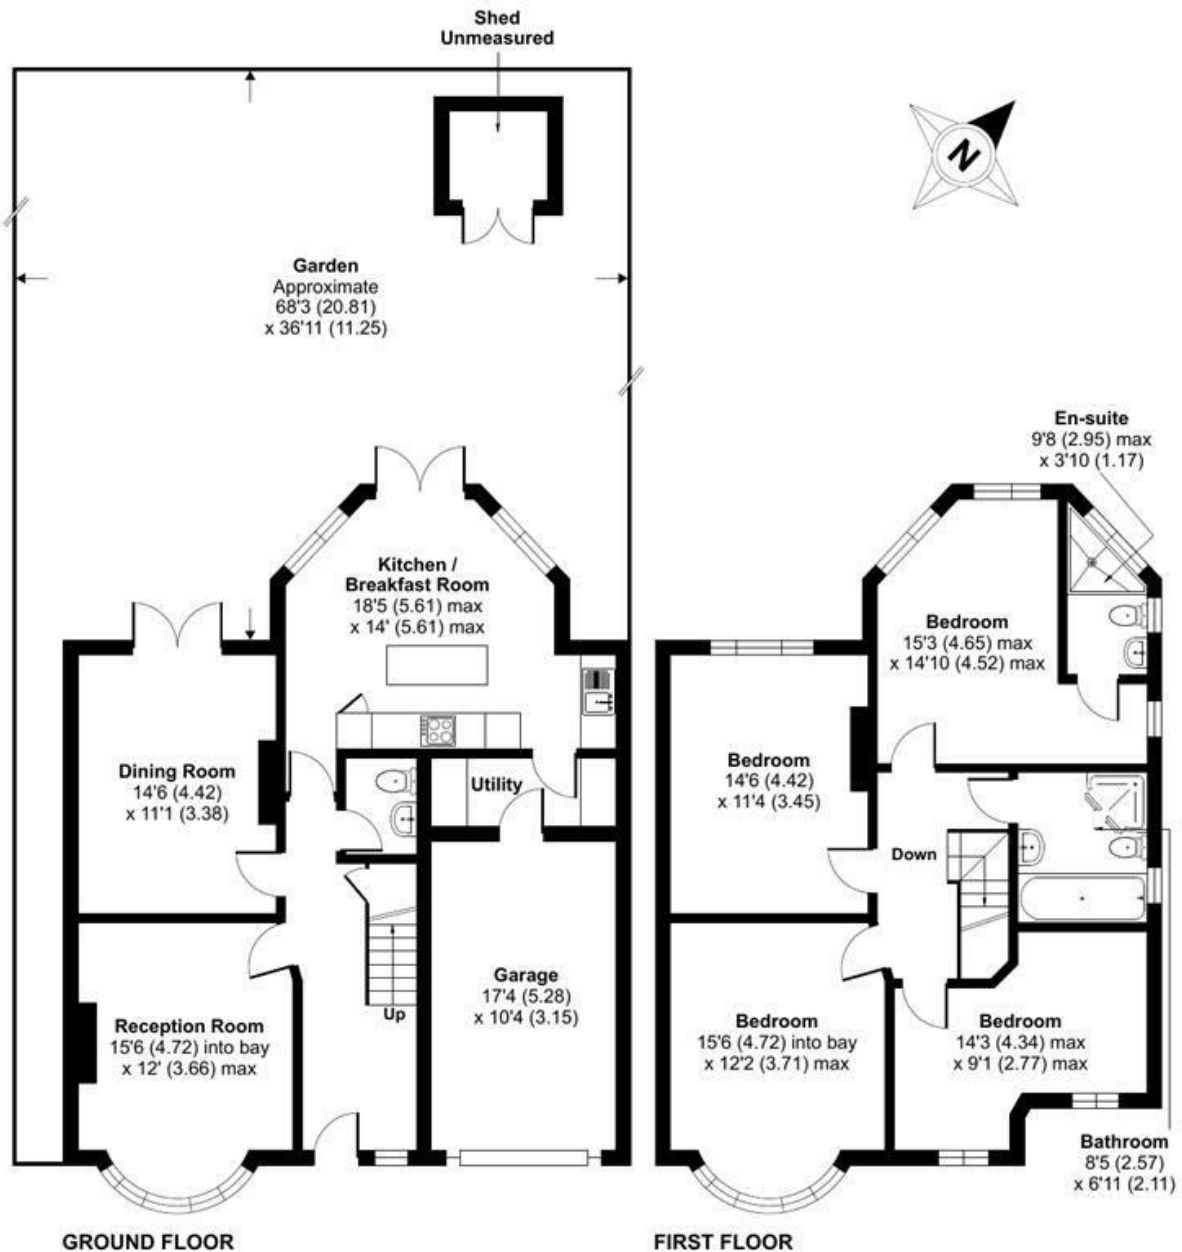 Shed
Unmeasured
N
Garden
Approximate
68'3 (20.81)
x 36'11 (11.25)
En-suite
9'8 (2.95) max
x 3'10 (1.17)
Kitchen /
Breakfast Room
18'5 (5.61) max
x 14' (5.61) max
Bedroom
15'3 (4.65) max
x 14'10 (4.52) max
Dining Room
14'6 (4.42)
x 11'1 (3.38)
Utility
Bedroom
14'6 (4.42)
x 11'4 (3.45)
Down
Garage
17'4 (5.28)
x 10'4 (3.15)
Up
Reception Room
15'6 (4.72) into bay
x 12' (3.66) max
Bedroom
15'6 (4.72) into bay
x 12'2 (3.71) max
Bedroom
14'3 (4.34) max
x 9'1 (2.77) max
Bathroom
8'5 (2.57)
x 6'11 (2.11)
GROUND FLOOR
FIRST FLOOR